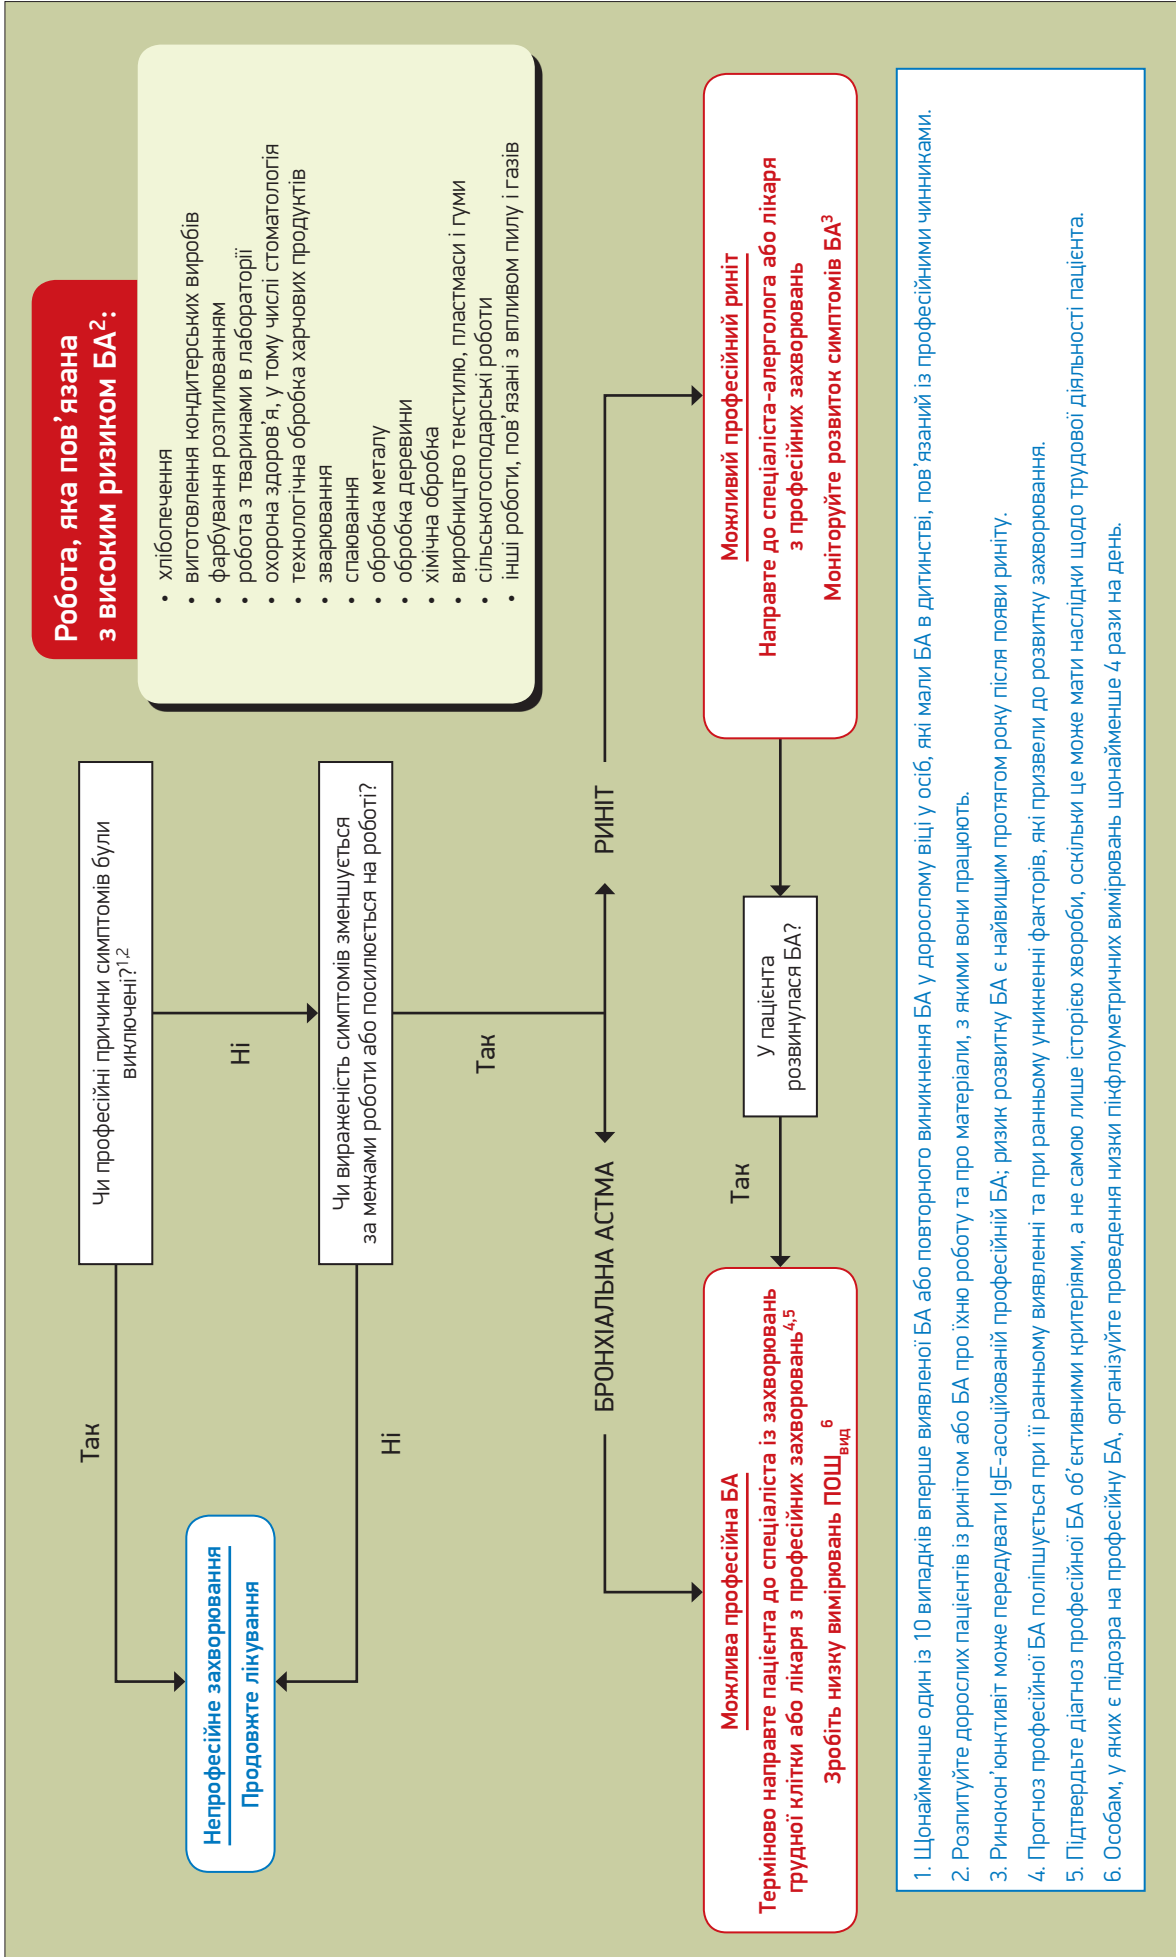 Чи професійні причини симптомів були
виключені?1,2
Так
Ні
Непрофесійне захворювання
Продовжте лікування
Чи вираженість симптомів зменшується
за межами роботи або посилюється на роботі?
Ні
Так
Робота, яка пов’язана
з високим ризиком БА2:
• хлібопечення
• виготовлення кондитерських виробів
• фарбування розпилюванням
• робота з тваринами в лабораторії
• охорона здоров’я, у тому числі стоматологія
• технологічна обробка харчових продуктів
• зварювання
• спаювання
• обробка металу
• обробка деревини
• хімічна обробка
• виробництво текстилю, пластмаси і гуми
• сільськогосподарські роботи
• інші роботи, пов’язані з впливом пилу і газів
БРОНХІАЛЬНА АСТМА
РИНІТ
Можлива професійна БА
Терміново направте пацієнта до спеціаліста із захворювань
грудної клітки або лікаря з професійних захворювань4,5
Зробіть низку вимірювань ПОШвид6
Так
У пацієнта
розвинулася БА?
Можливий професійний риніт
Направте до спеціаліста-алерголога або лікаря
з професійних захворювань
Моніторуйте розвиток симптомів БА3
1. Щонайменше один із 10 випадків вперше виявленої БА або повторного виникнення БА у дорослому віці у осіб, які мали БА в дитинстві, пов’язаний із професійними чинниками.
2. Розпитуйте дорослих пацієнтів із ринітом або БА про їхню роботу та про матеріали, з якими вони працюють.
3. Ринокон’юнктивіт може передувати IgE-асоційованій професійній БА; ризик розвитку БА є найвищим протягом року після появи риніту.
4. Прогноз професійної БА поліпшується при її ранньому виявленні та при ранньому уникненні факторів, які призвели до розвитку захворювання.
5. Підтвердьте діагноз професійної БА об’єктивними критеріями, а не самою лише історією хвороби, оскільки це може мати наслідки щодо трудової діяльності пацієнта.
6. Особам, у яких є підозра на професійну БА, організуйте проведення низки пікфлоуметричних вимірювань щонайменше 4 рази на день.